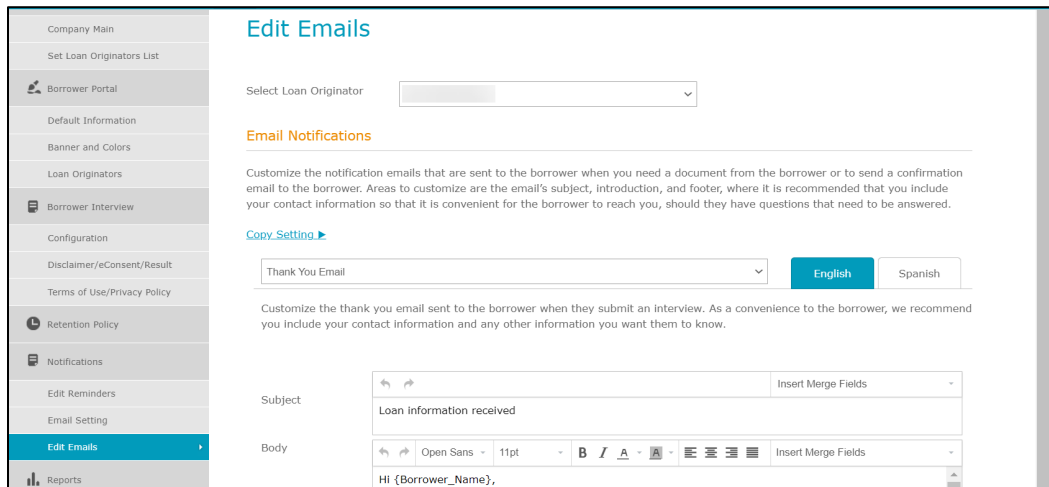 Company Main
Set Loan Originators List
Borrower Portal
Default Information
Banner and Colors
Loan Originators
Borrower Interview
Configuration
Disclaimer/eConsent/Result
Terms of Use/Privacy Policy
Retention Policy
Notifications
Edit Reminders
Email Setting
Edit Emails
Reports
Edit Emails
Select Loan Originator
Email Notifications
Customize the notification emails that are sent to the borrower when you need a document from the borrower or to send a confirmation
email to the borrower. Areas to customize are the email's subject, introduction, and footer, where it is recommended that you include
your contact information so that it is convenient for the borrower to reach you, should they have questions that need to be answered.
Copy Setting ▶
Thank You Email
English
Spanish
Customize the thank you email sent to the borrower when they submit an interview. As a convenience to the borrower, we recommend
you include your contact information and any other information you want them to know.
Subject
Insert Merge Fields
Loan information received
Body
Open Sans 11pt B I A A Insert Merge Fields
Hi {Borrower_Name},